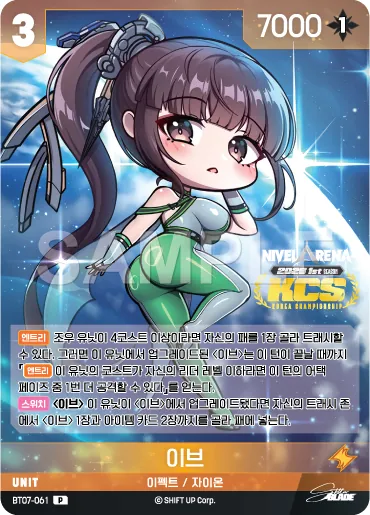 3
7000 1
SAMPLE
NIVEL ARENA
2026 1st SEASON
KCS
KOREA CHAMPIONSHIP
엔트리 조우 유닛이 4코스트 이상이라면 자신의 패를 1장 골라 트래시할
수 있다. 그러면 이 유닛에서 업그레이드된 <이브>는 이 턴이 끝날 때까지
「엔트리 이 유닛의 코스트가 자신의 리더 레벨 이하라면 이 턴의 어택
페이즈 중 1번 더 공격할 수 있다」를 얻는다.
스위치 <이브> 이 유닛이 <이브>에서 업그레이드됐다면 자신의 트래시 존
에서 <이브> 1장과 아이템 카드 2장까지를 골라 패에 넣는다.
이브
UNIT
이펙트 / 자이온
BT07-061 P
©SHIFT UP Corp.
Stellar BLADE